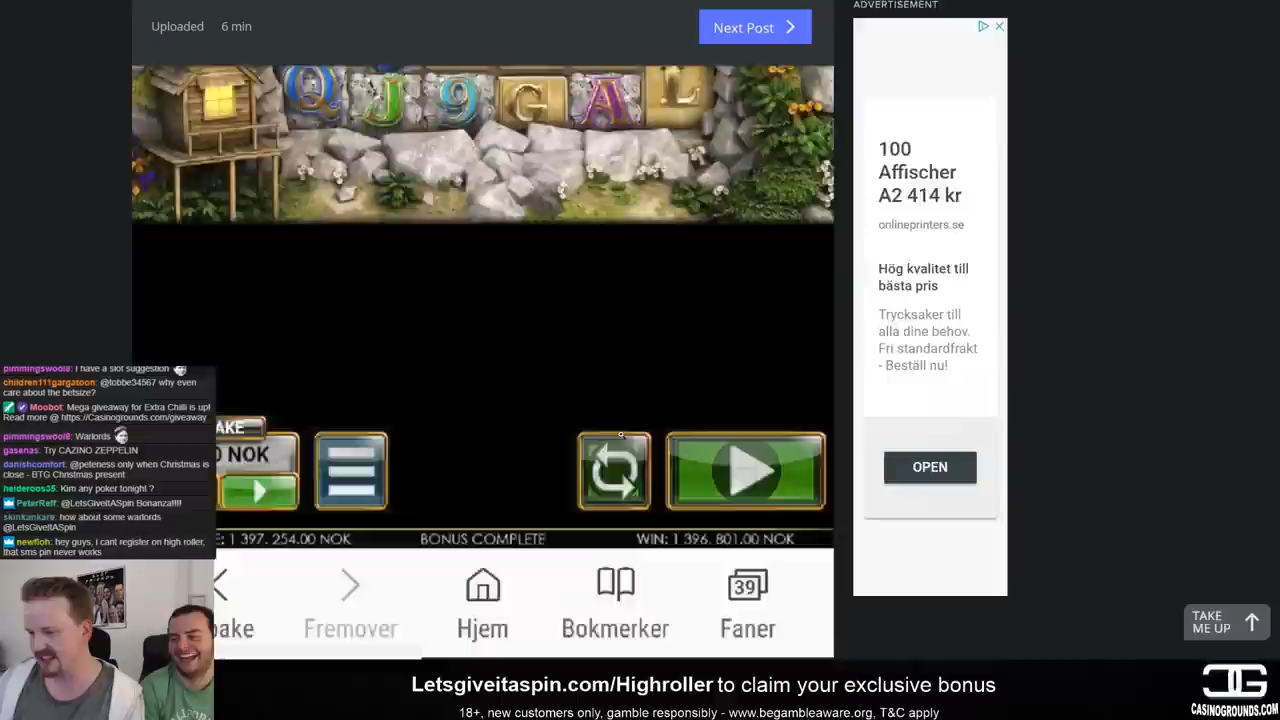 ADVERTISEMENT
Uploaded 6 min
Next Post
Q J 9 G A L
100
Affischer
A2 414 kr
onlineprinters.se
Hög kvalitet till
bästa pris
Trycksaker till
alla dine behov.
Fri standardfrakt
- Beställ nu!
OPEN
pimmingswool8: I have a slot suggestion
children111gargatoon: @tobbe34567 why even
care about the betsize?
Moobot: Mega giveaway for Extra Chilli is up!
Read more @ https://Casinogrounds.com/giveaway
pimmingswool8: Warlords
gasenas: Try CAZINO ZEPPELIN
danishcomfort: @peteness only when Christmas is
close - BTG Christmas present
heideroos35: Kim any poker tonight ?
PeterReff: @LetsGiveItASpin Bonanza!!!!
skinkankare: how about some warlords
@LetsGiveItASpin
newfloh: hey guys, i cant register on high roller,
that sms pin never works
AKE
0 NOK
: 1 397. 254.00 NOK
BONUS COMPLETE
WIN: 1 396. 801.00 NOK
bake
Fremover
Hjem
Bokmerker
39
Faner
TAKE
ME UP
Letsgiveitaspin.com/Highroller to claim your exclusive bonus
18+, new customers only, gamble responsibly - www.begambleaware.org, T&C apply
CASINOGROUNDS.COM